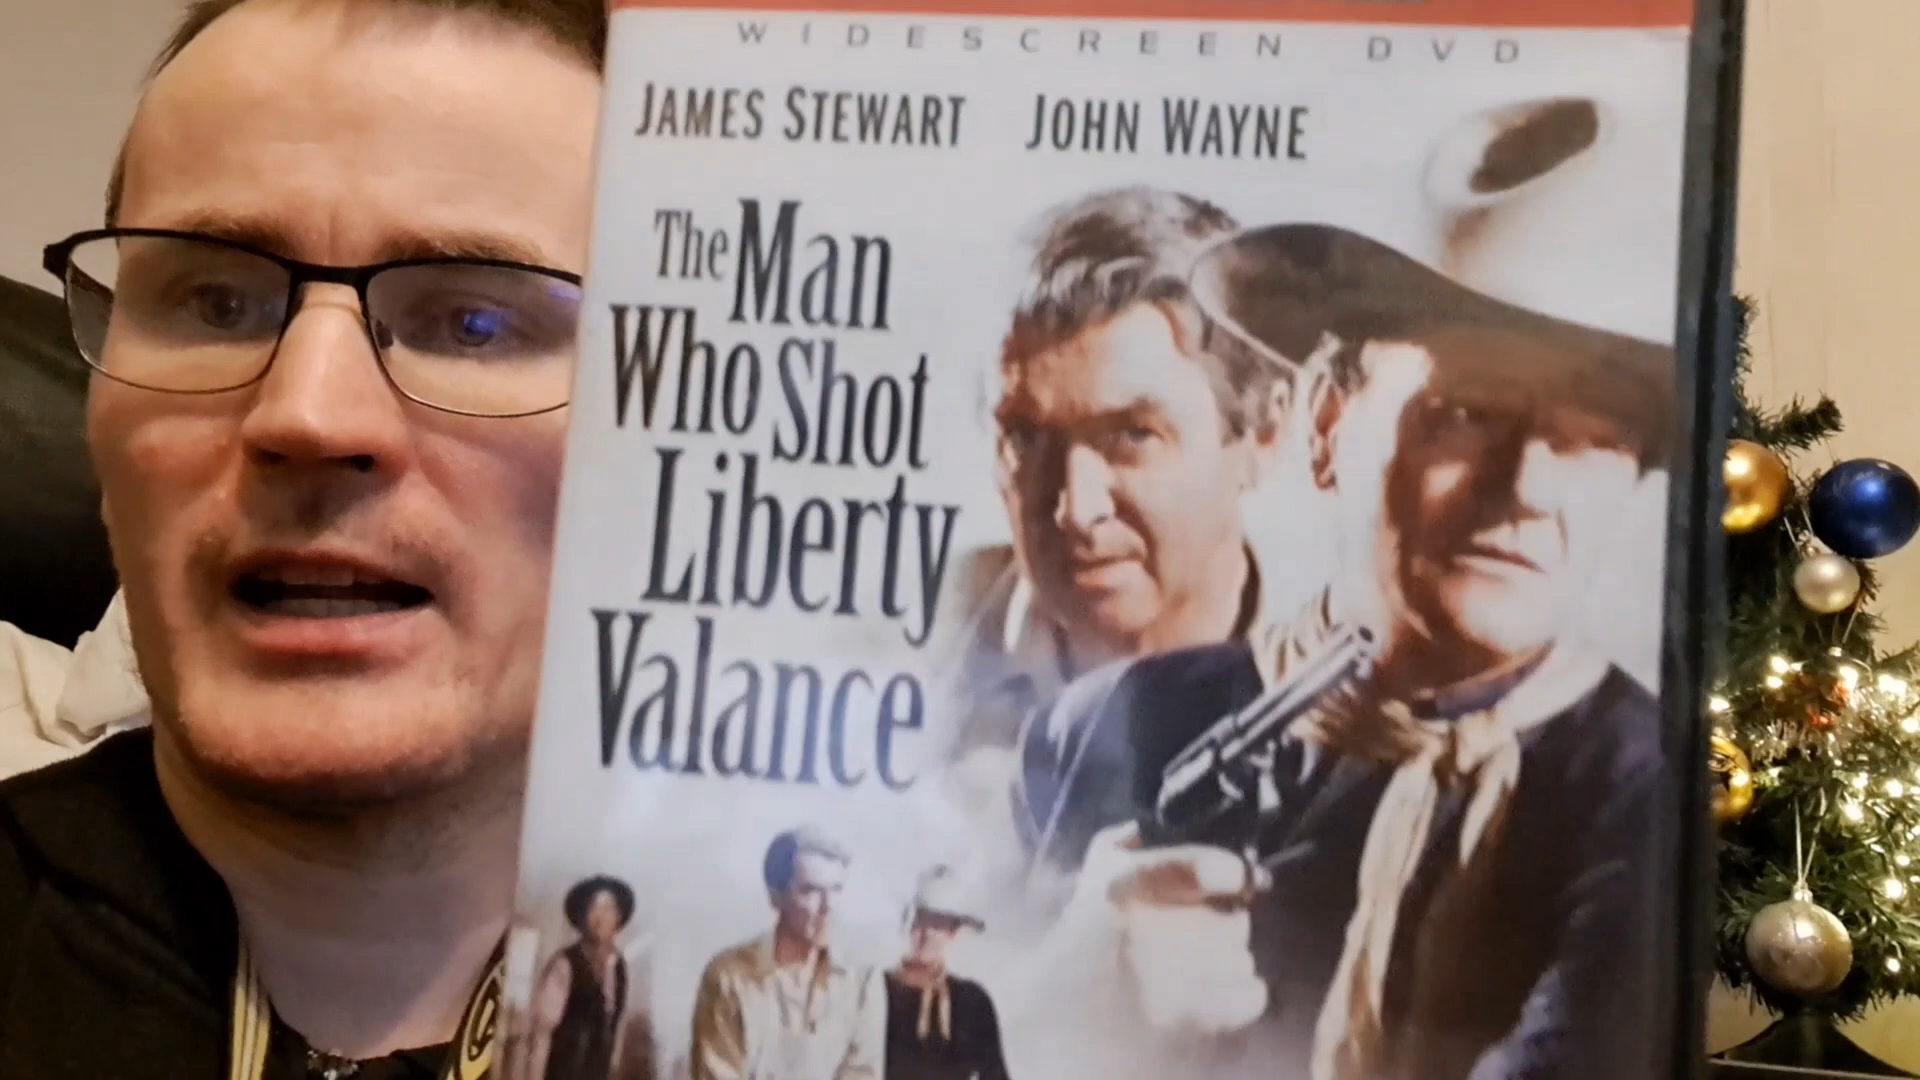 WIDESCREEN DVD
JAMES STEWART JOHN WAYNE
The Man
Who Shot
Liberty
Valance